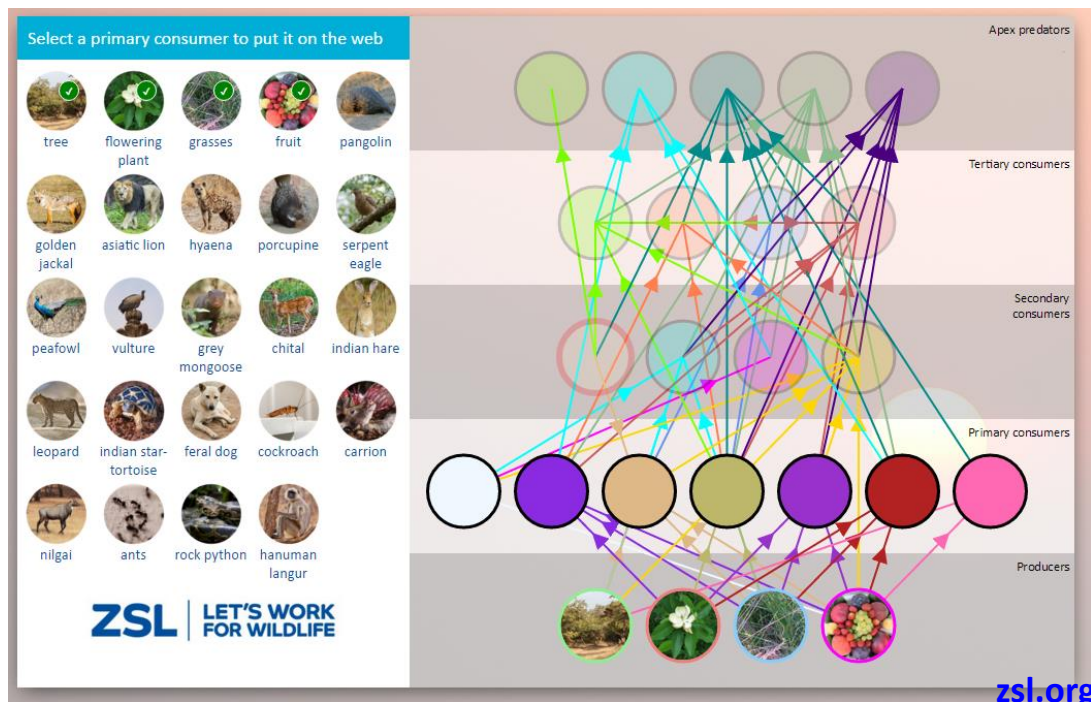 Select a primary consumer to put it on the web
tree
flowering
plant
grasses
fruit
pangolin
golden
jackal
asiatic lion
hyaena
porcupine
serpent
eagle
peafowl
vulture
grey
mongoose
chital
indian hare
leopard
indian star-
tortoise
feral dog
cockroach
carrion
nilgai
ants
rock python
hanuman
langur
ZSL
LET'S WORK
FOR WILDLIFE
Apex predators
Tertiary consumers
Secondary
consumers
Primary consumers
Producers
zsl.org